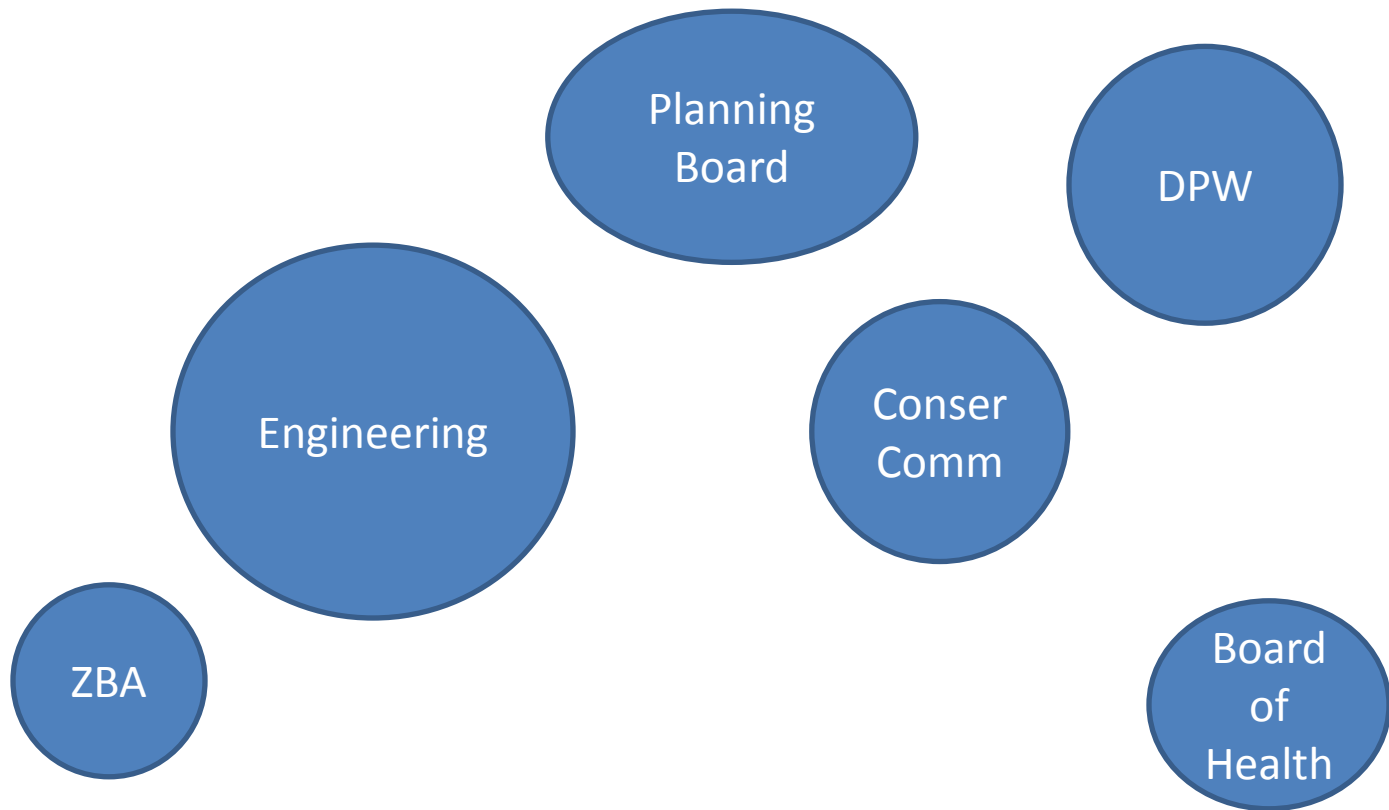 Planning
Board
DPW
Engineering
Conser
Comm
ZBA
Board
of
Health